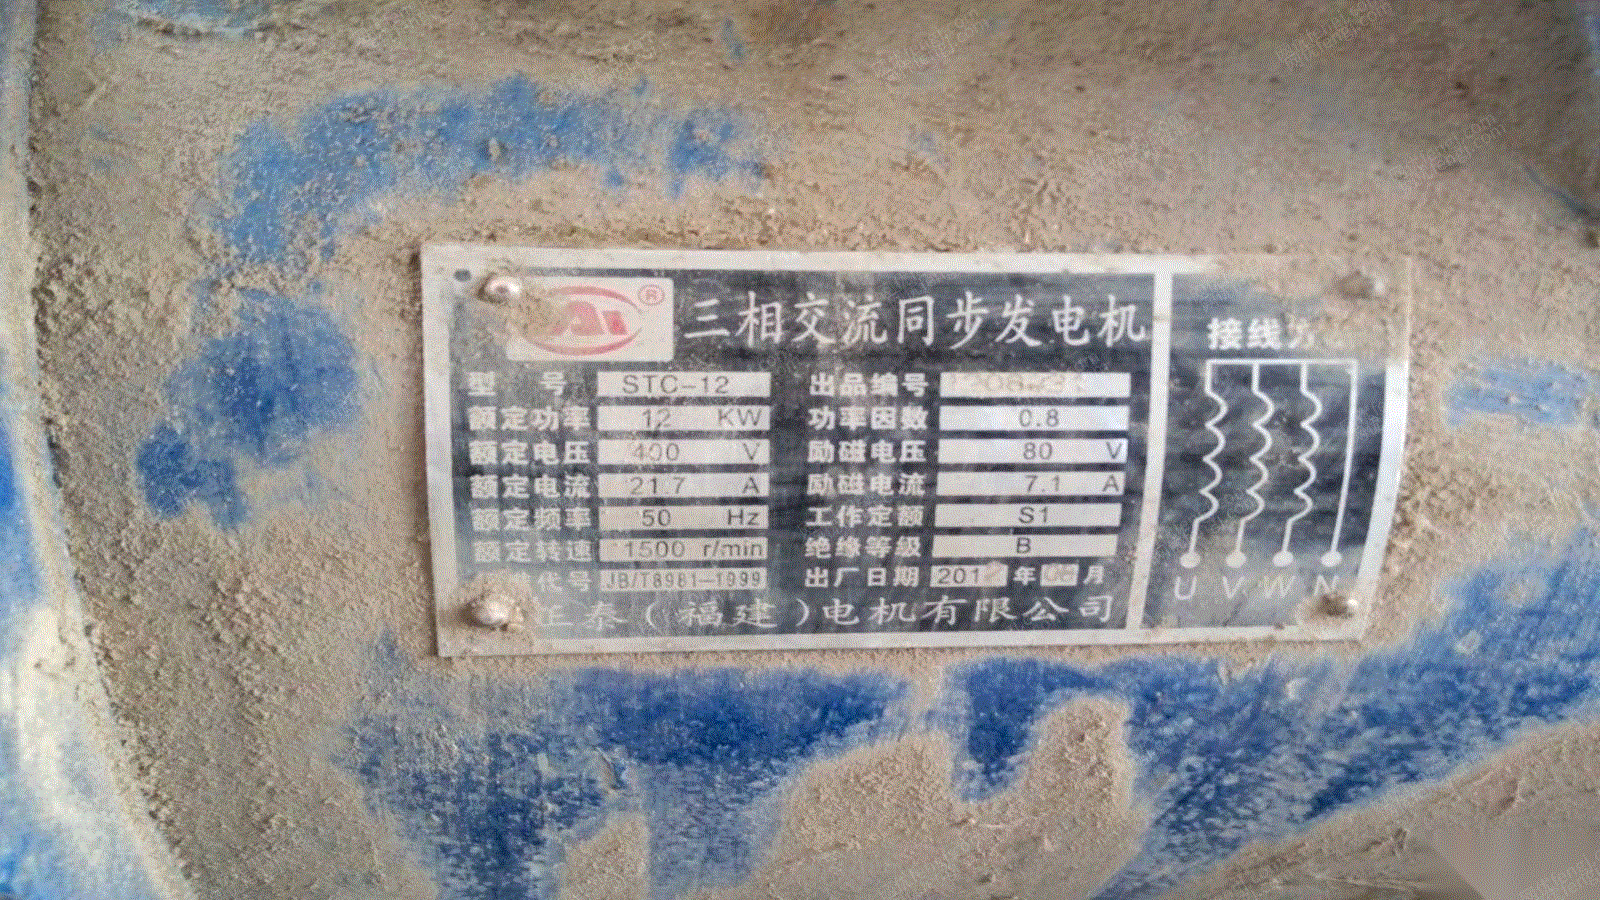 三相交流同步发电机
型 号 STC-12 出品编号
额定功率 12 KW 功率因数 0.8
额定电压 400 V 励磁电压 80 V
额定电流 21.7 A 励磁电流 7.1 A
额定频率 50 Hz 工作定额 S1
额定转速 1500 r/min 绝缘等级 B
代号 JB/T8981-1999 出厂日期 201 年 月
泰(福建)电机有限公司
接线
U V W N